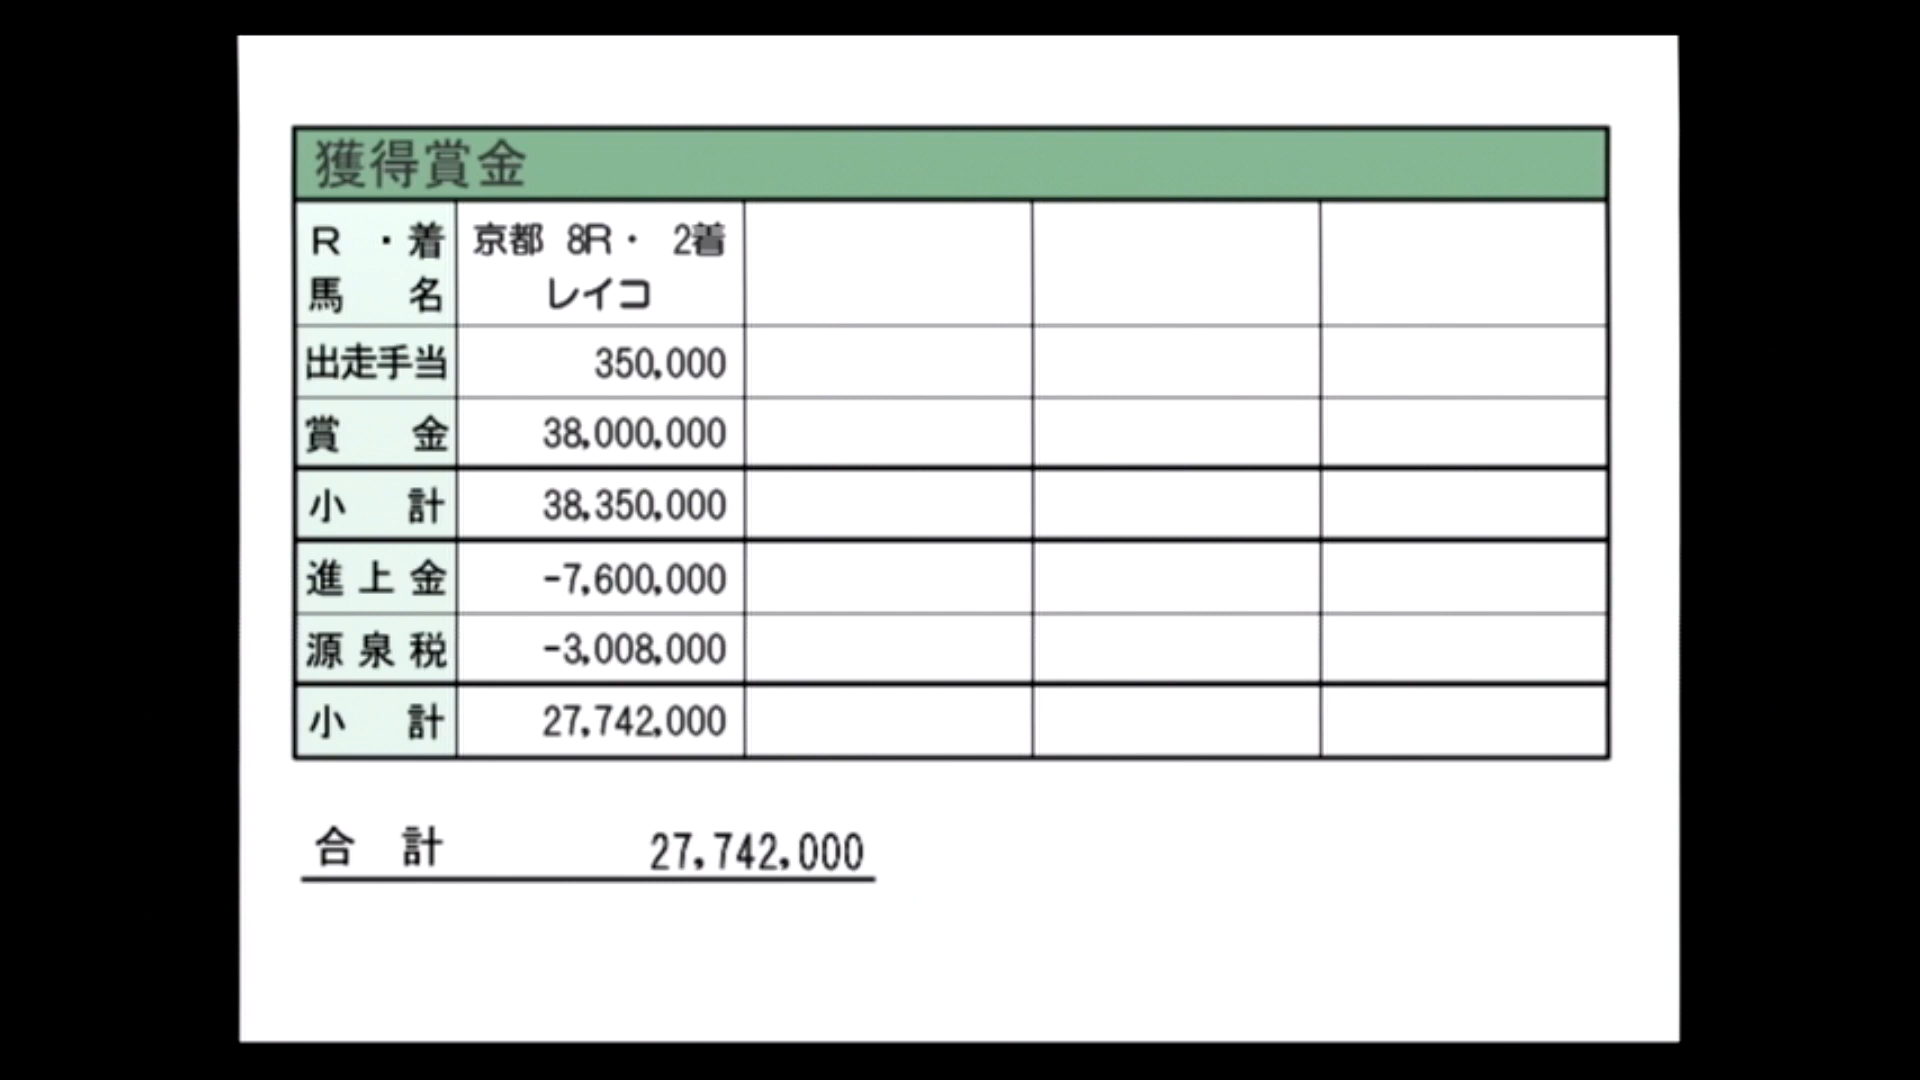 獲得賞金
R ・着 京都 8R・ 2着
馬 名 レイコ
出走手当 350,000
賞 金 38,000,000
小 計 38,350,000
進上金 -7,600,000
源泉税 -3,008,000
小 計 27,742,000
合 計 27,742,000